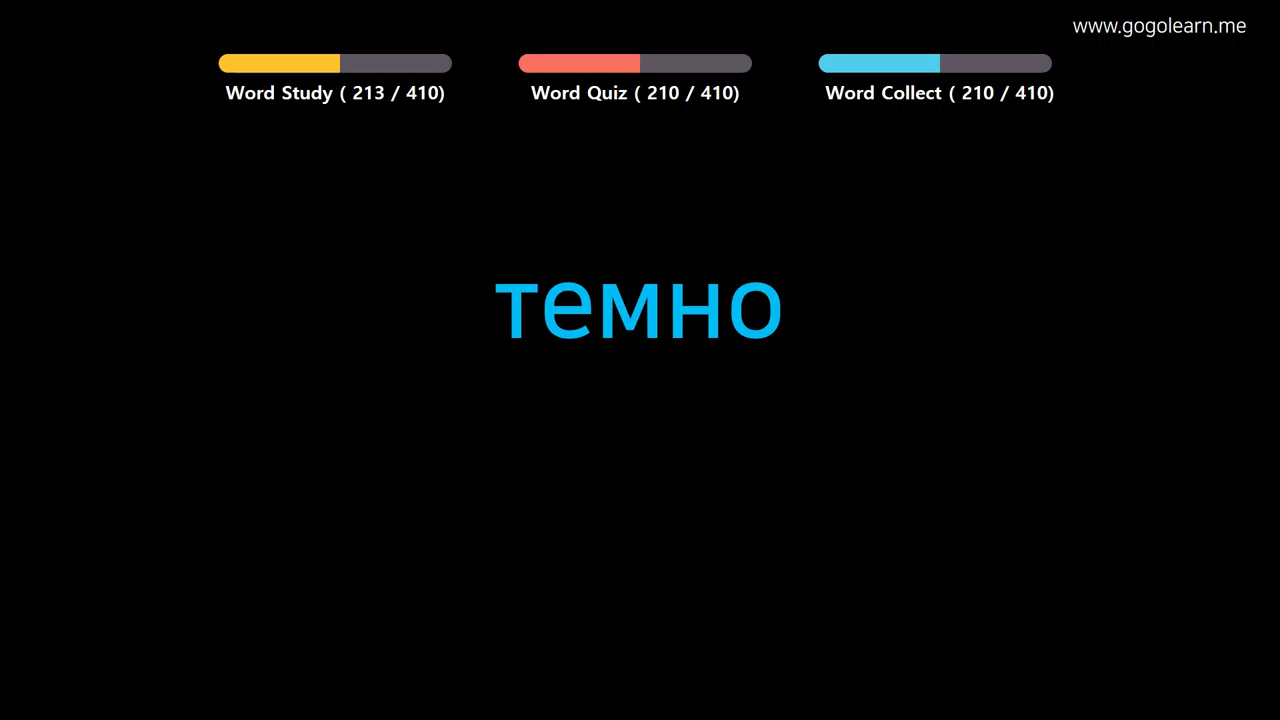 www.gogolearn.me
Word Study ( 213 / 410)
Word Quiz ( 210 / 410)
Word Collect ( 210 / 410)
темно